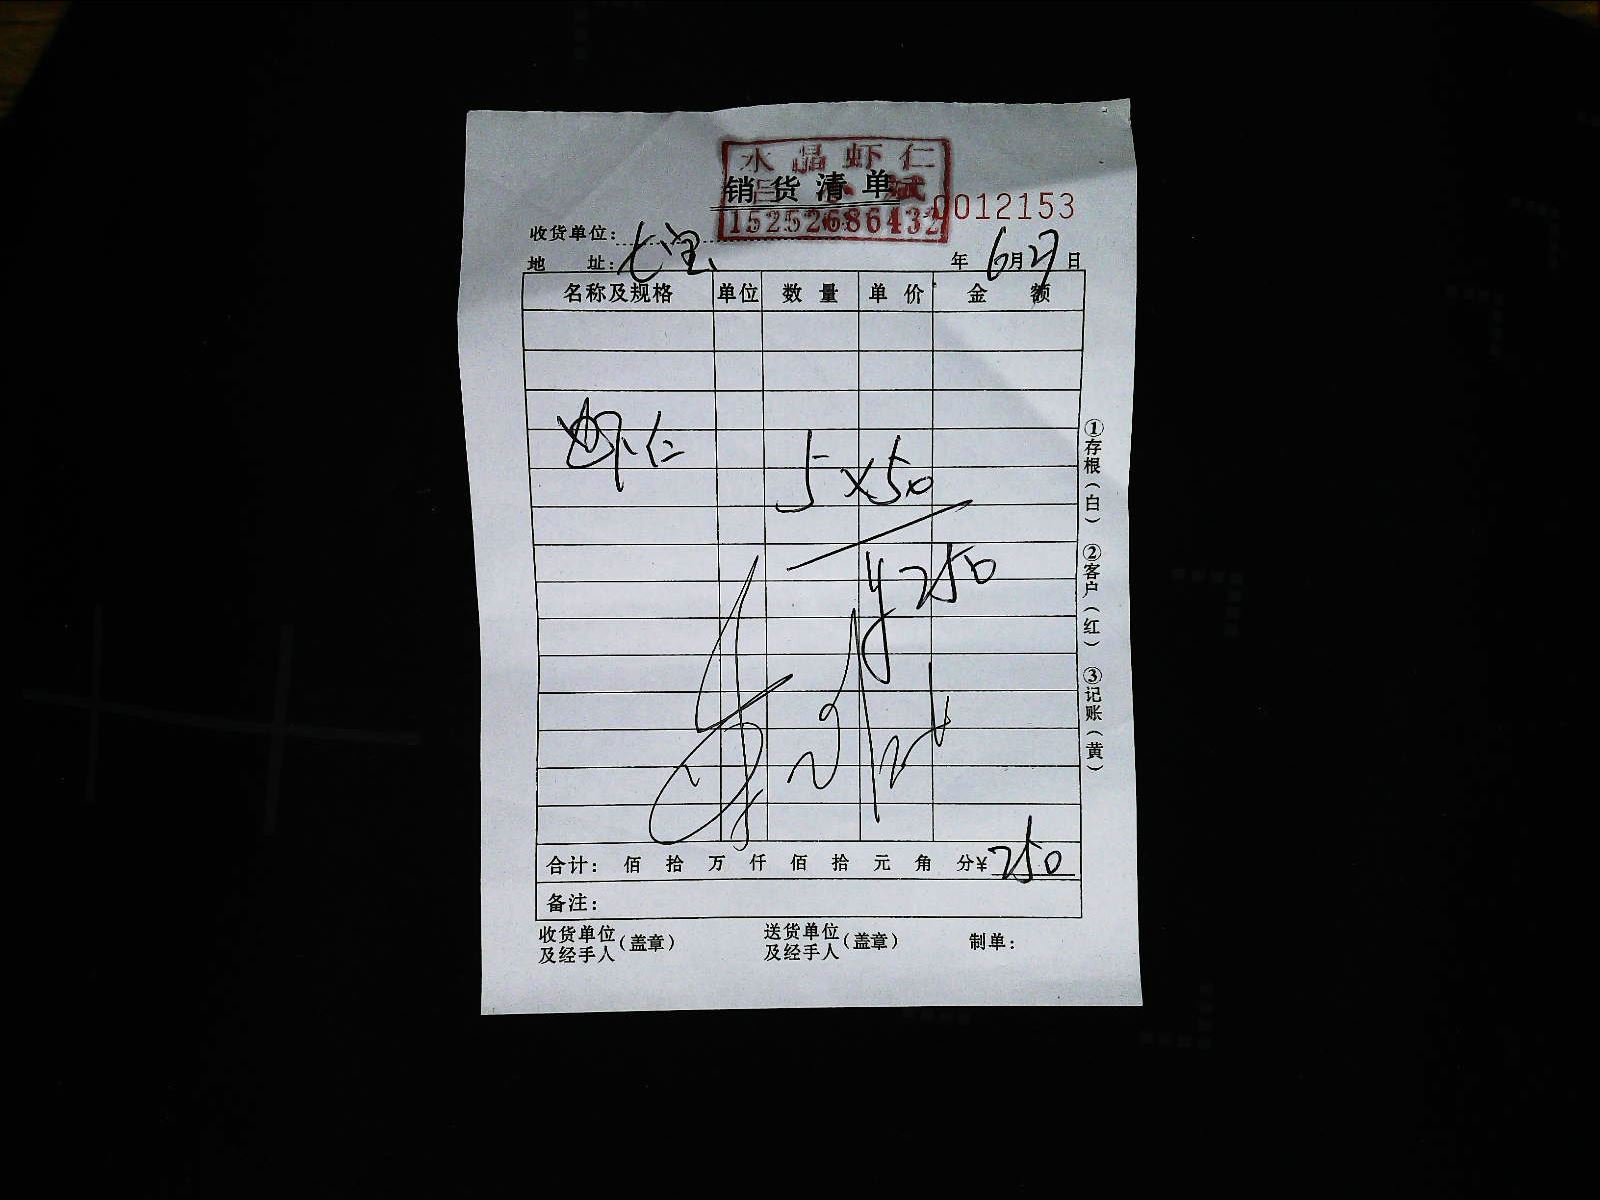 水晶虾仁
销货清单
15252686432
0012153
收货单位：七宝
地 址：
年 6月27日
名称及规格 单位 数量 单价 金额
虾仁 5×50
¥250
合计： 佰 拾 万 仟 佰 拾 元 角 分¥ 250
备注：
收货单位及经手人（盖章） 送货单位及经手人（盖章） 制单：
①存根（白） ②客户（红） ③记账（黄）